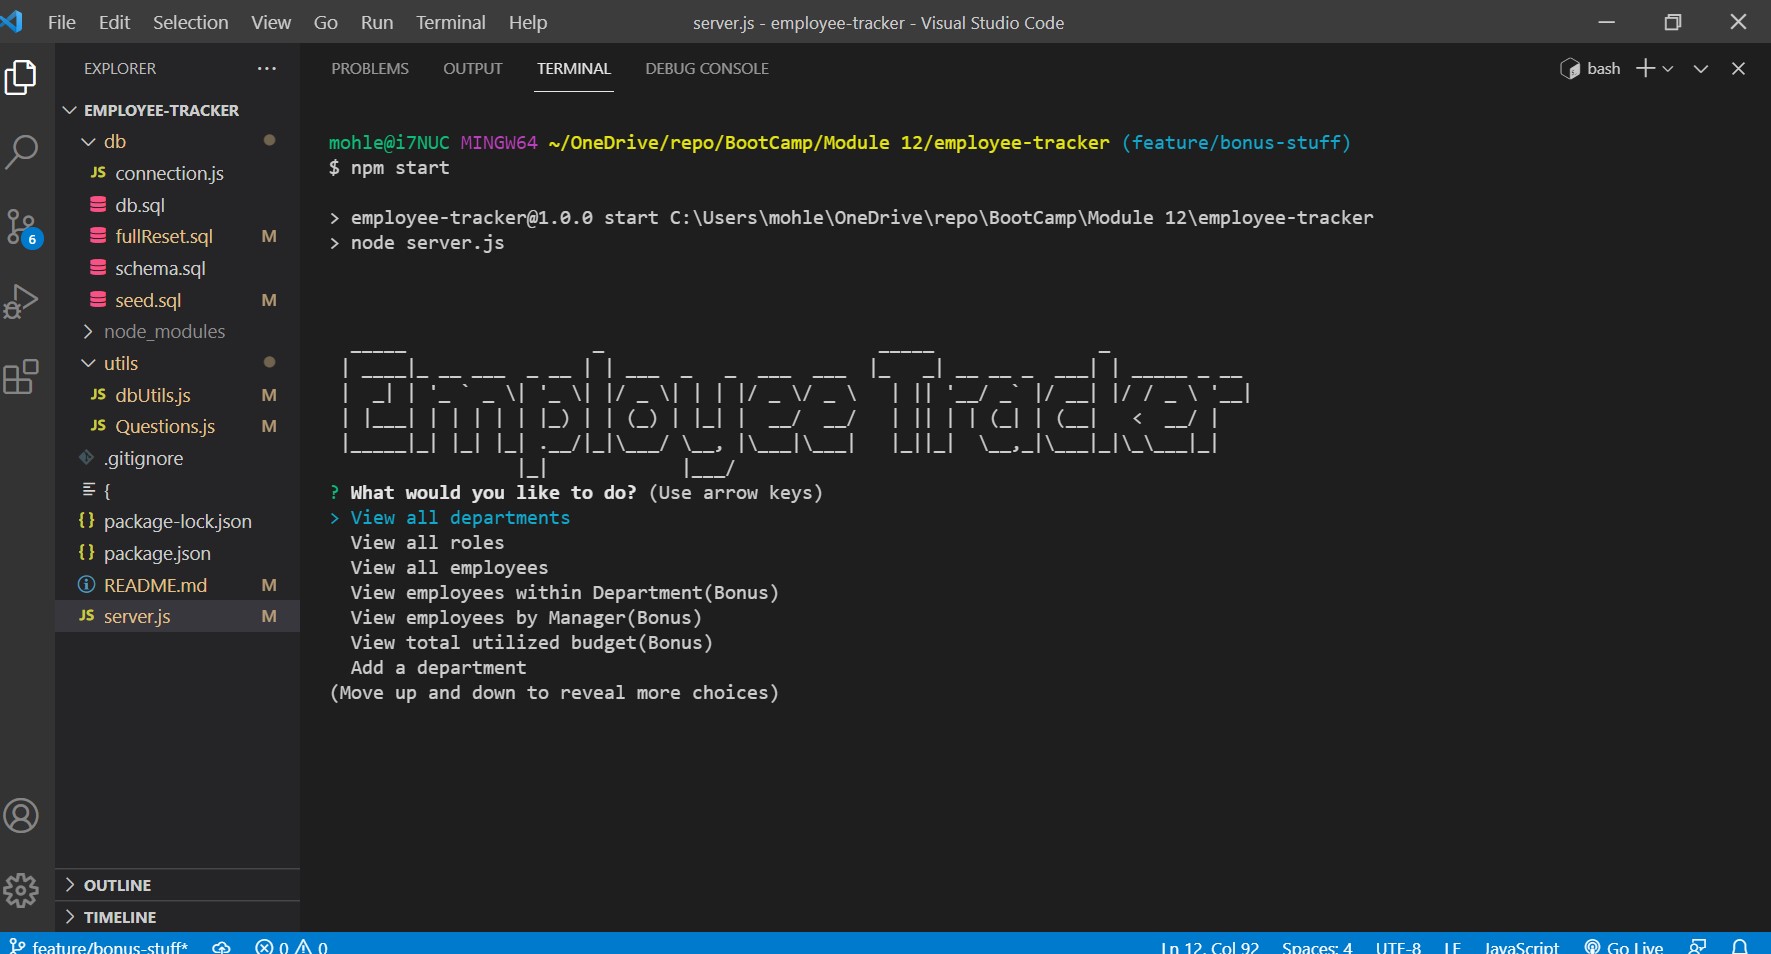 File Edit Selection View Go Run Terminal Help
server.js - employee-tracker - Visual Studio Code
EXPLORER ···
EMPLOYEE-TRACKER
db
JS connection.js
db.sql
fullReset.sql M
schema.sql
seed.sql M
node_modules
utils
JS dbUtils.js M
JS Questions.js M
.gitignore
{
{} package-lock.json
{} package.json
README.md M
JS server.js M
OUTLINE
TIMELINE
6
PROBLEMS OUTPUT TERMINAL DEBUG CONSOLE
bash
mohle@i7NUC MINGW64 ~/OneDrive/repo/BootCamp/Module 12/employee-tracker (feature/bonus-stuff)
$ npm start
> employee-tracker@1.0.0 start C:\Users\mohle\OneDrive\repo\BootCamp\Module 12\employee-tracker
> node server.js
Employee Tracker
? What would you like to do? (Use arrow keys)
> View all departments
View all roles
View all employees
View employees within Department(Bonus)
View employees by Manager(Bonus)
View total utilized budget(Bonus)
Add a department
(Move up and down to reveal more choices)
feature/bonus-stuff* 0 0
Ln 12, Col 92 Spaces: 4 UTF-8 LF JavaScript Go Live